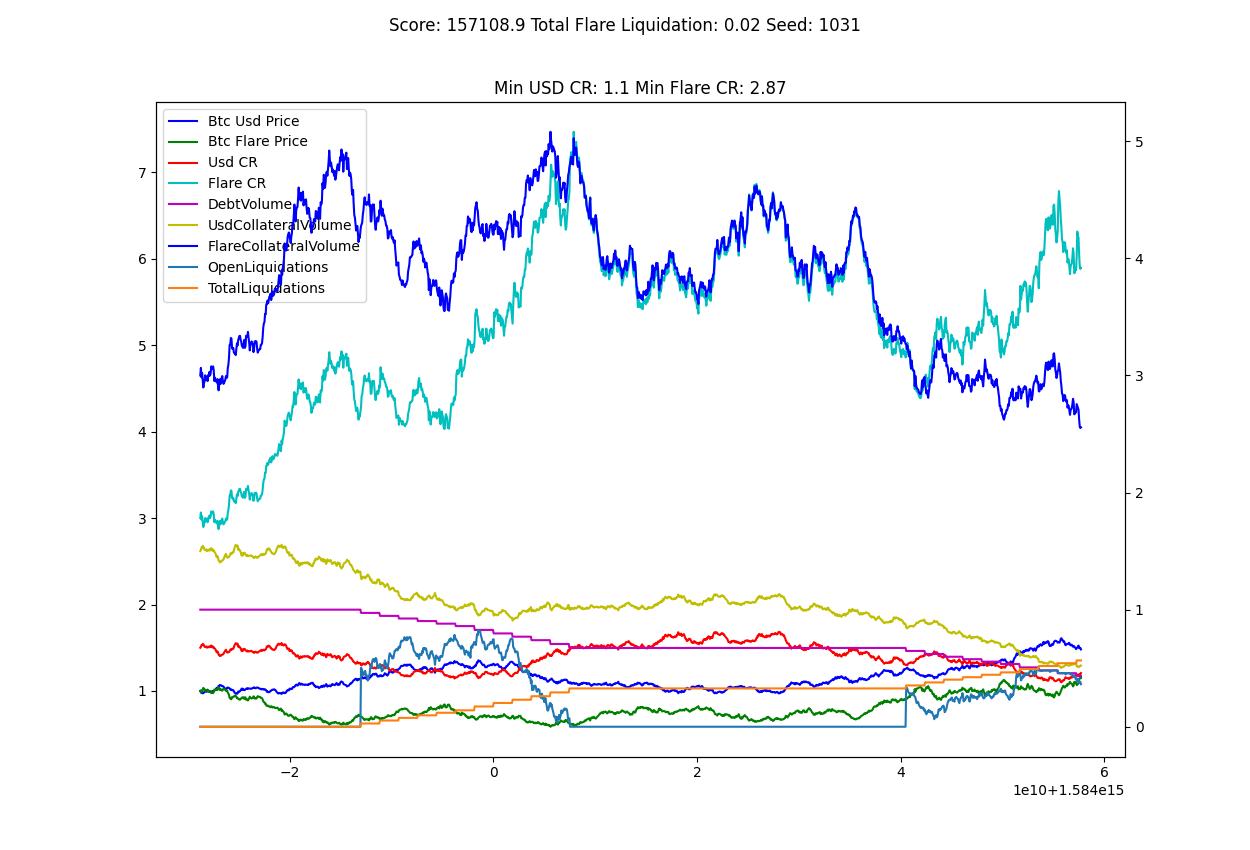 Score: 157108.9 Total Flare Liquidation: 0.02 Seed: 1031
Min USD CR: 1.1 Min Flare CR: 2.87
Btc Usd Price
Btc Flare Price
Usd CR
Flare CR
DebtVolume
UsdCollateralVolume
FlareCollateralVolume
OpenLiquidations
TotalLiquidations
7
6
5
4
3
2
1
5
4
3
2
1
0
−2
0
2
4
6
1e10+1.584e15